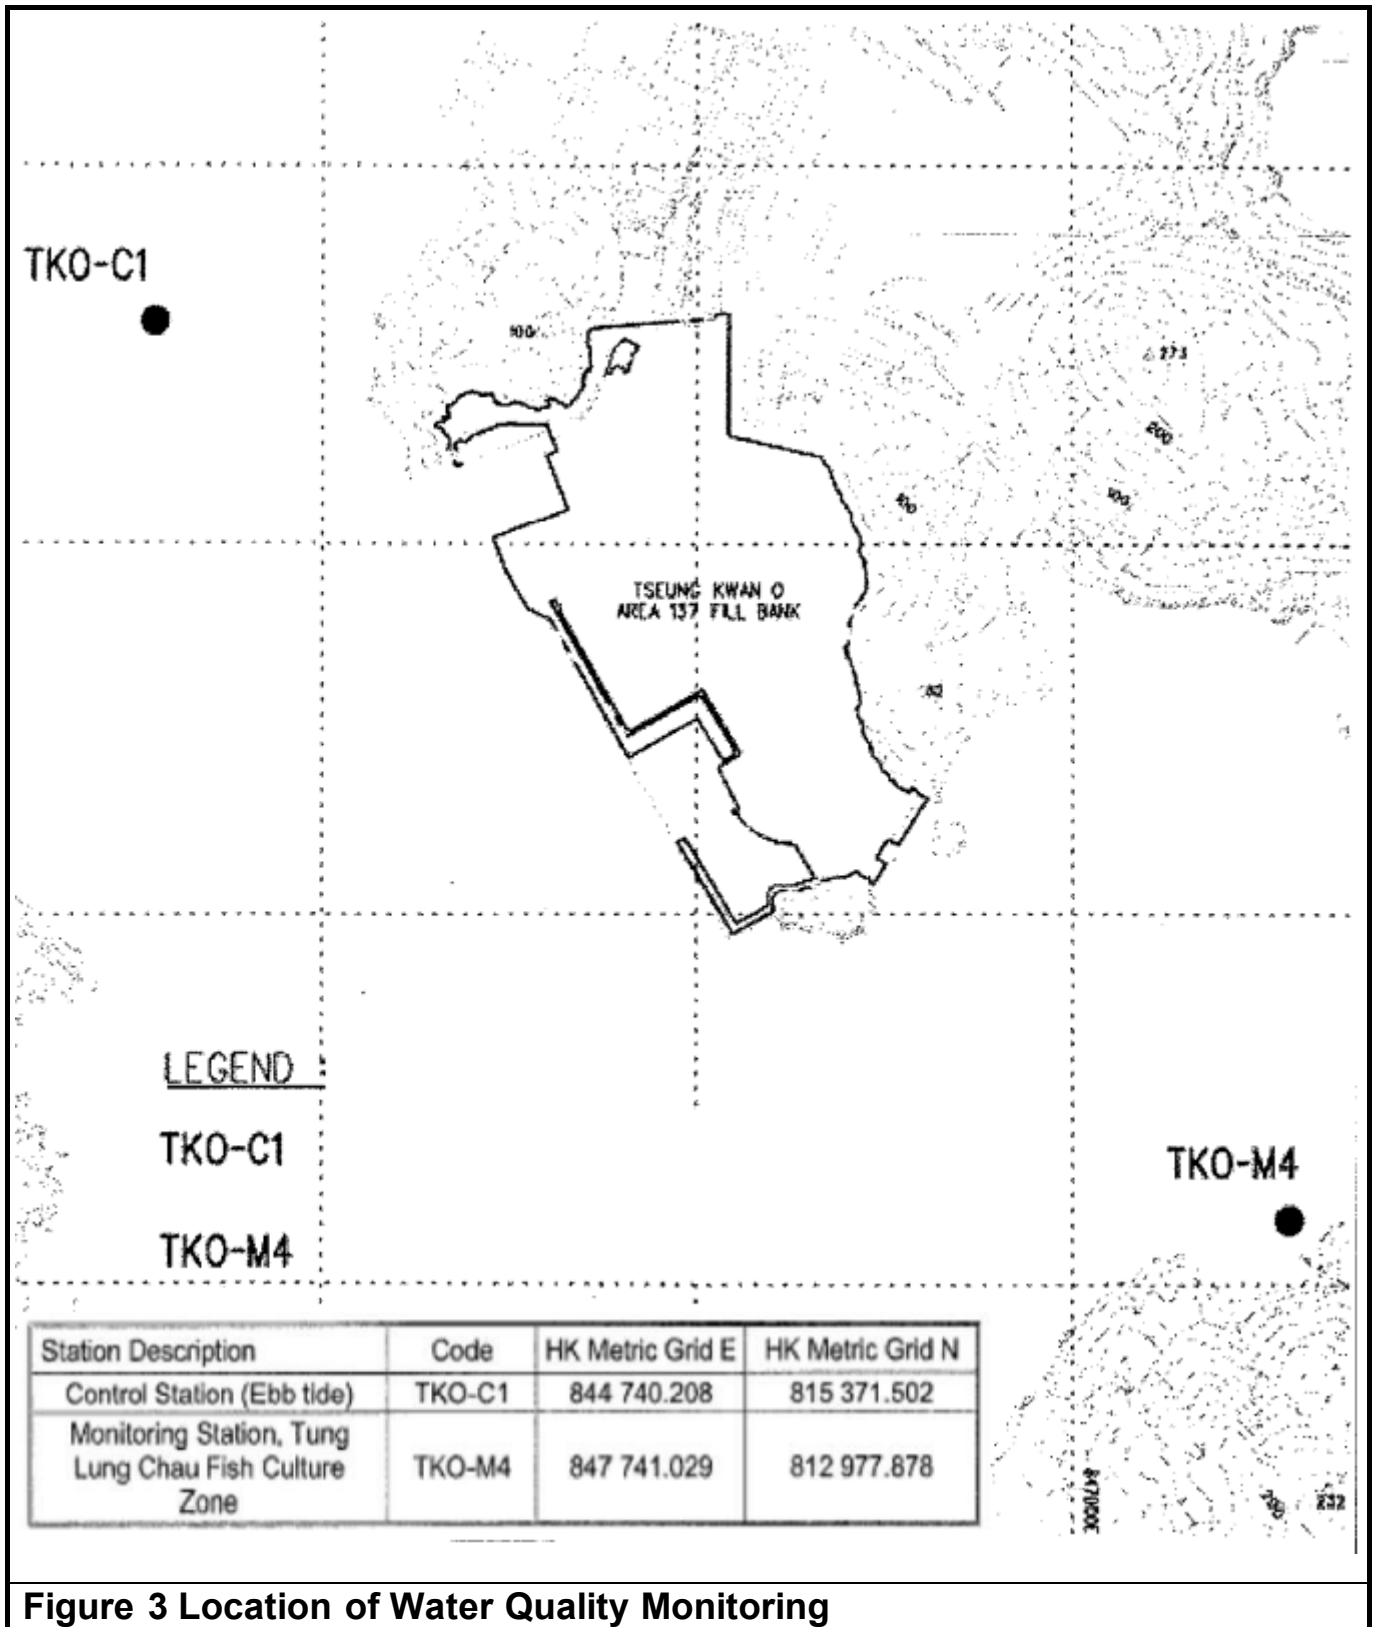 TKO-C1
100
273
200
100
TSEUNG KWAN O
AREA 137 FILL BANK
82
LEGEND
TKO-C1
TKO-M4
TKO-M4
Station Description Code HK Metric Grid E HK Metric Grid N
Control Station (Ebb tide) TKO-C1 844 740.208 815 371.502
Monitoring Station, Tung
Lung Chau Fish Culture
Zone
TKO-M4 847 741.029 812 977.878
847000E
232
Figure 3 Location of Water Quality Monitoring